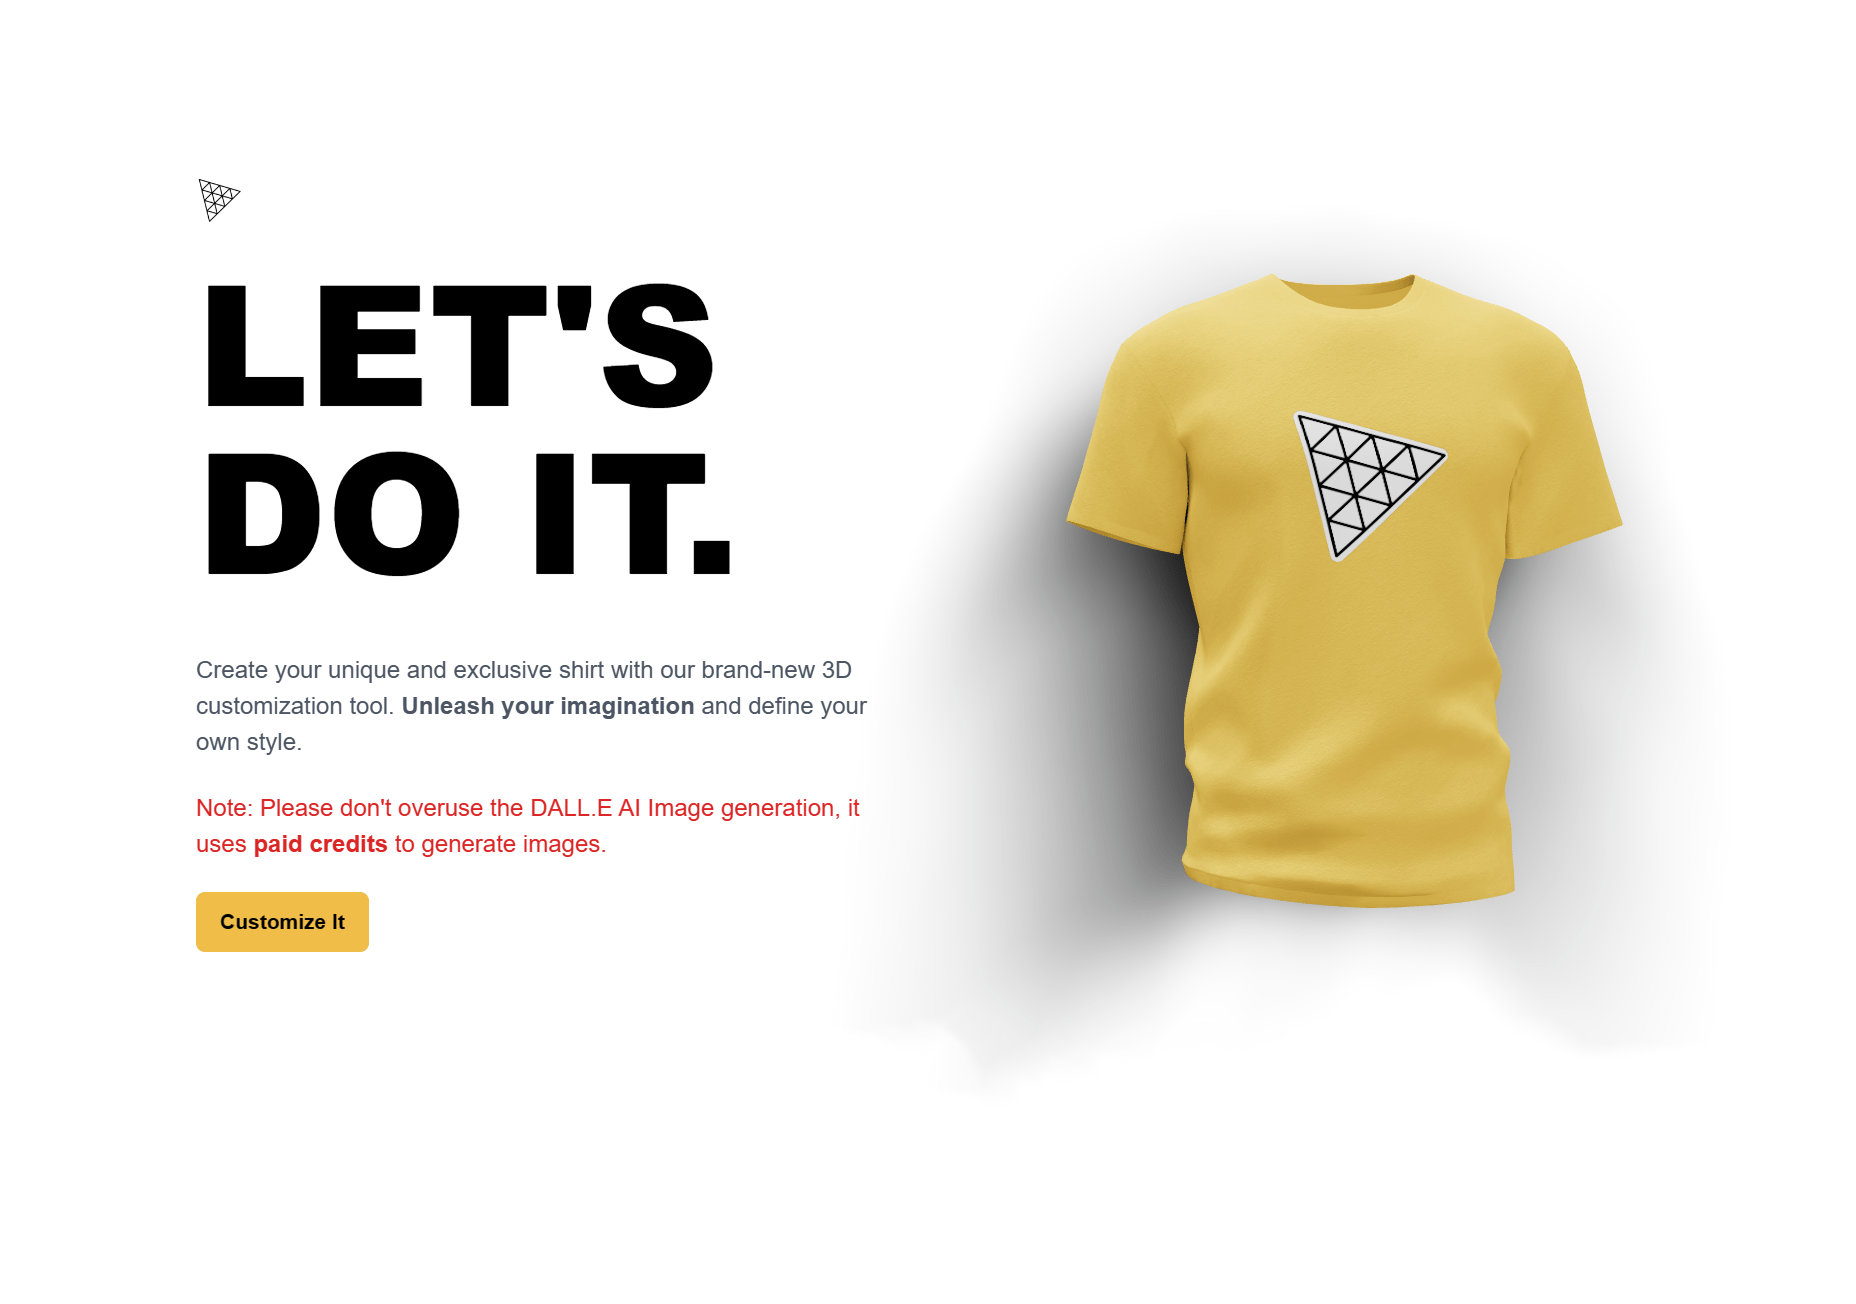 LET'S
DO IT.
Create your unique and exclusive shirt with our brand-new 3D
customization tool. Unleash your imagination and define your
own style.
Note: Please don't overuse the DALL.E AI Image generation, it
uses paid credits to generate images.
Customize It